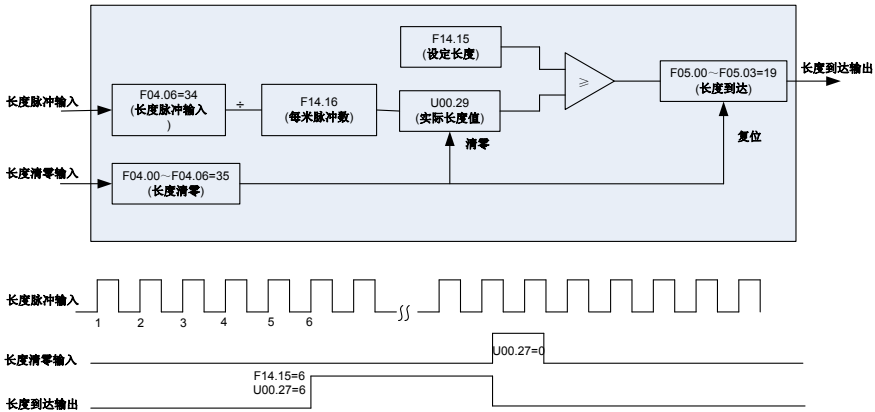 F14.15
(设定长度)
长度到达输出
F05.00～F05.03=19
(长度到达)
长度脉冲输入
F04.06=34
(长度脉冲输入
)
÷
F14.16
(每米脉冲数)
U00.29
(实际长度值)
≥
清零
复位
长度清零输入
F04.00～F04.06=35
(长度清零)
长度脉冲输入
1 2 3 4 5 6
长度清零输入
U00.27=0
F14.15=6
U00.27=6
长度到达输出